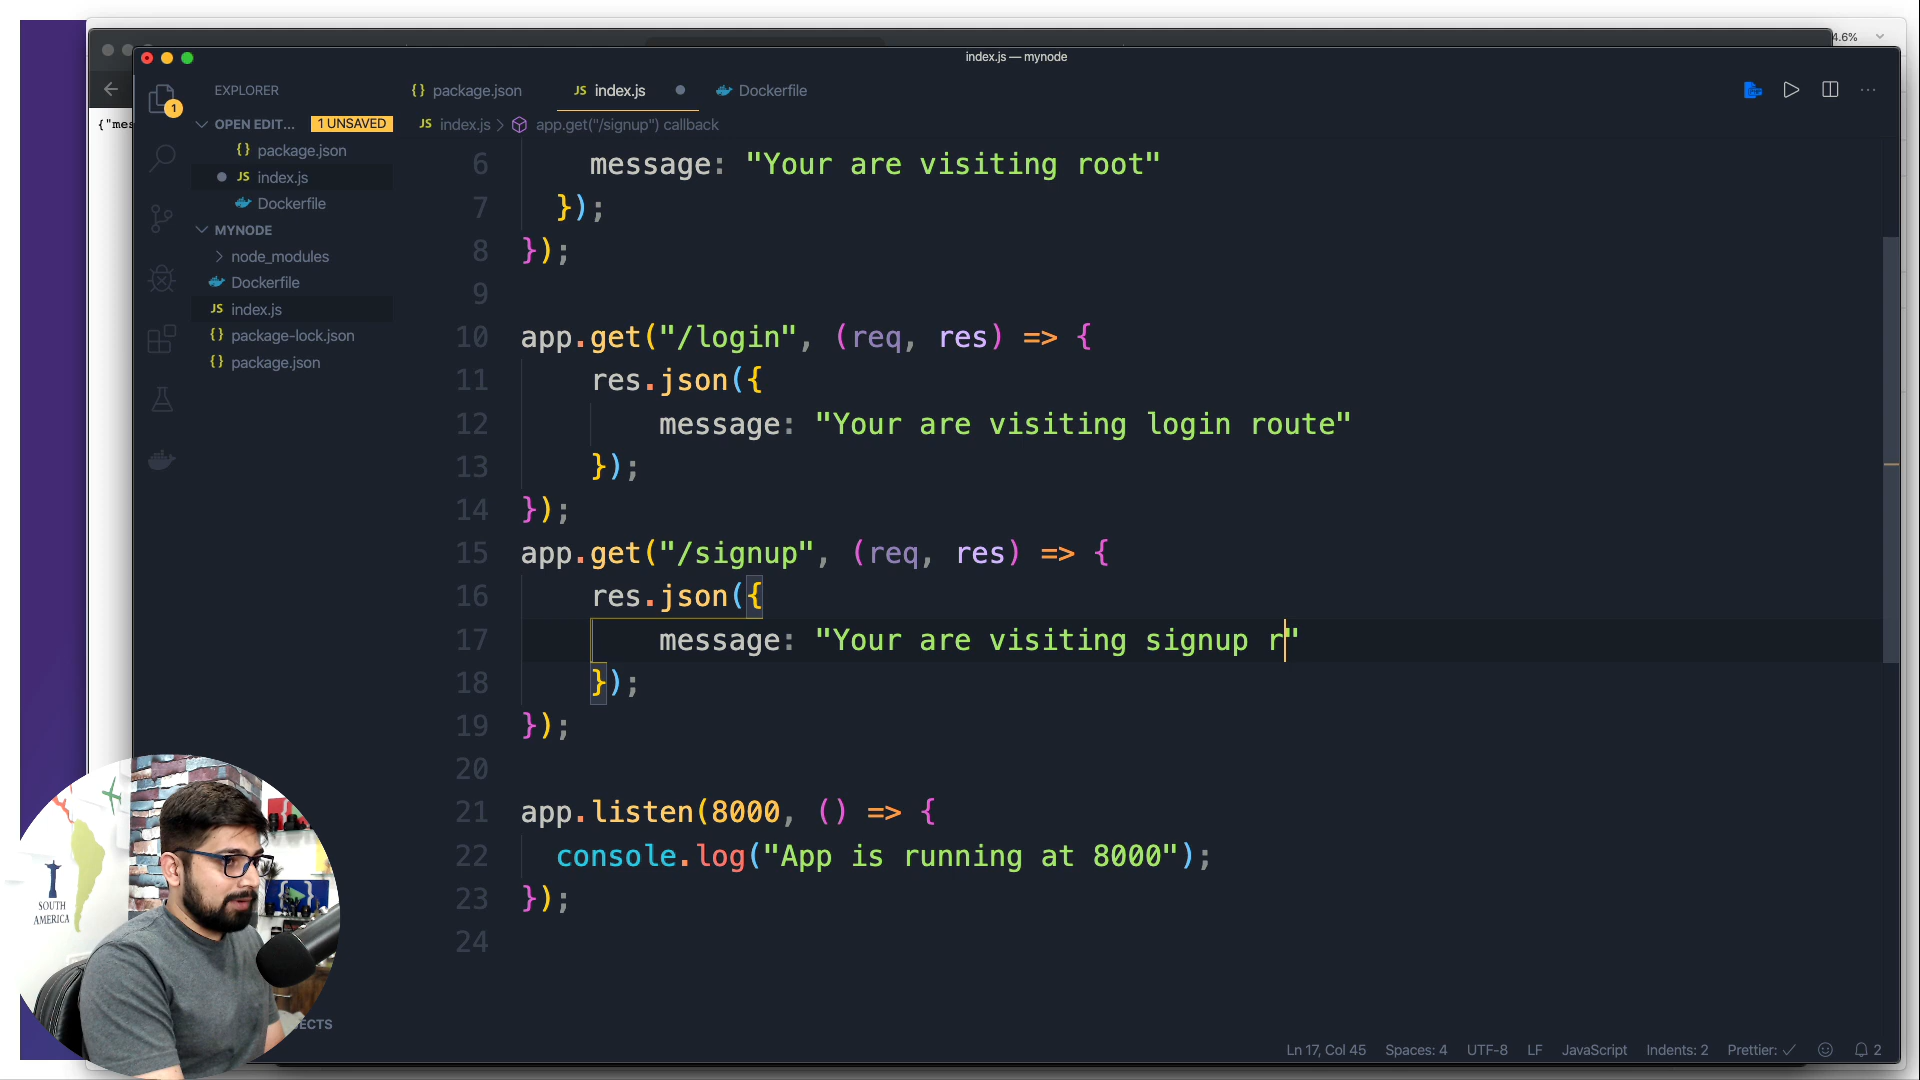 4.6%
index.js — mynode
EXPLORER
package.json
JS index.js
Dockerfile
1
{"mes
OPEN EDIT... 1 UNSAVED
JS index.js > app.get("/signup") callback
{} package.json
JS index.js
Dockerfile
MYNODE
node_modules
Dockerfile
JS index.js
{} package-lock.json
{} package.json
6 message: "Your are visiting root"
7 });
8 });
9
10 app.get("/login", (req, res) => {
11 res.json({
12 message: "Your are visiting login route"
13 });
14 });
15 app.get("/signup", (req, res) => {
16 res.json({
17 message: "Your are visiting signup r"
18 });
19 });
20
21 app.listen(8000, () => {
22 console.log("App is running at 8000");
23 });
24
SOUTH
AMERICA
ECTS
Ln 17, Col 45 Spaces: 4 UTF-8 LF JavaScript Indents: 2 Prettier: ✓ 2